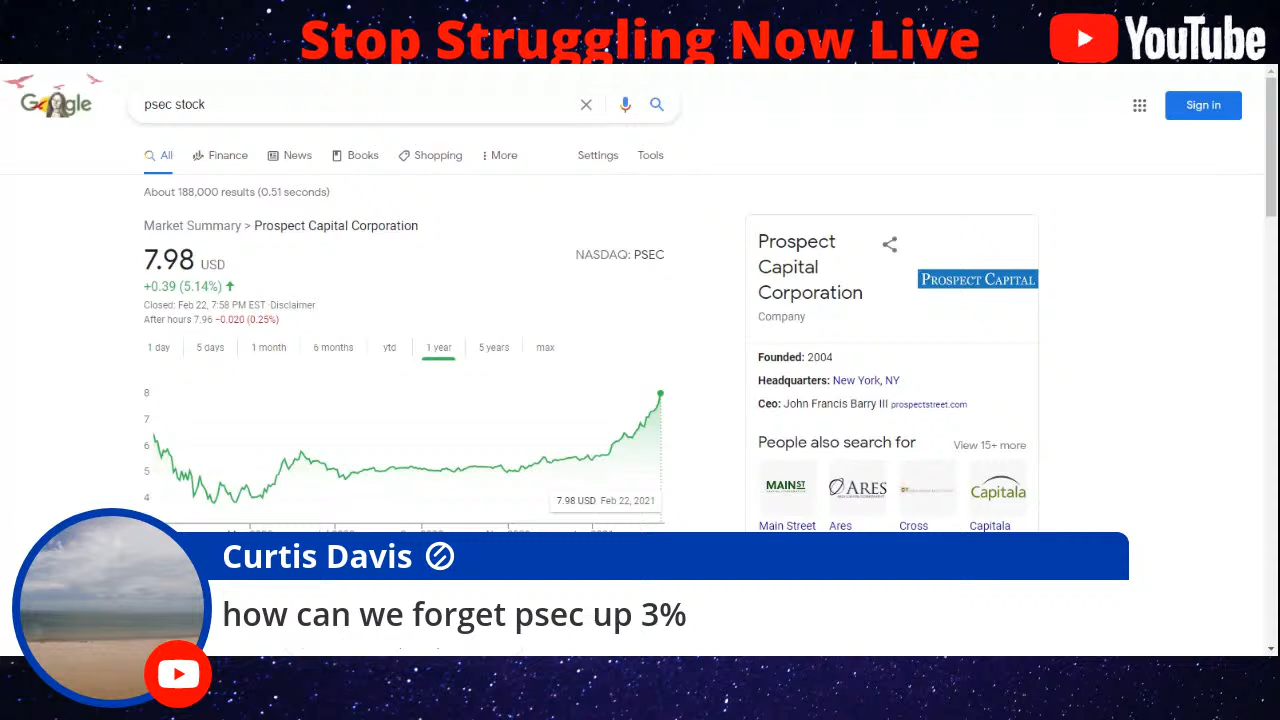 Stop Struggling Now Live
YouTube
Google
psec stock
Sign in
All
Finance
News
Books
Shopping
More
Settings
Tools
About 188,000 results (0.51 seconds)
Market Summary > Prospect Capital Corporation
7.98 USD
NASDAQ: PSEC
+0.39 (5.14%)
Closed: Feb 22, 7:58 PM EST · Disclaimer
After hours 7.96 −0.020 (0.25%)
1 day
5 days
1 month
6 months
ytd
1 year
5 years
max
8
7
6
5
4
7.98 USD Feb 22, 2021
Prospect
Capital
Corporation
Company
PROSPECT CAPITAL
Founded: 2004
Headquarters: New York, NY
Ceo: John Francis Barry III prospectstreet.com
People also search for
View 15+ more
MAINST
ARES
Capitala
Main Street
Ares
Cross
Capitala
Curtis Davis
how can we forget psec up 3%